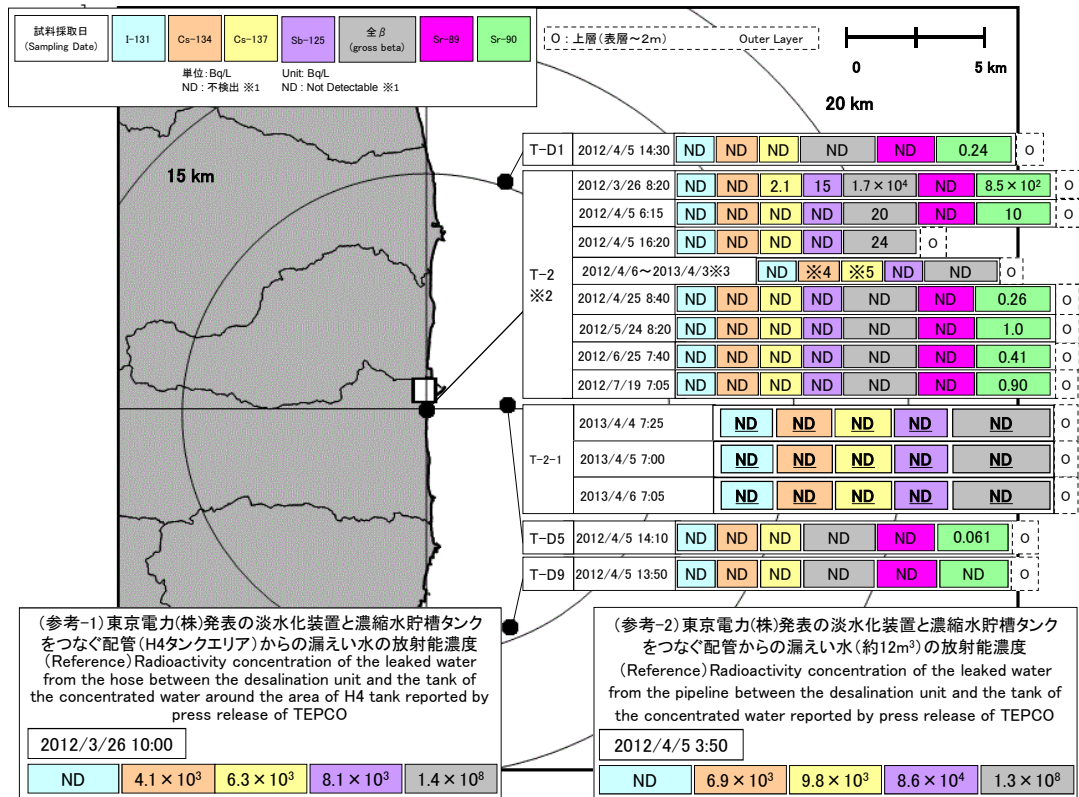 試料採取日
(Sampling Date)
I-131
Cs-134
Cs-137
Sb-125
全β
(gross beta)
Sr-89
Sr-90
単位: Bq/L Unit: Bq/L
ND : 不検出 ※1 ND : Not Detectable ※1
O : 上層(表層～2m) Outer Layer
0 5 km
20 km
15 km
T-D1 2012/4/5 14:30 ND ND ND ND ND 0.24 O
T-2
※2
2012/3/26 8:20 ND ND 2.1 15 1.7×10⁴ ND 8.5×10² O
2012/4/5 6:15 ND ND ND ND 20 ND 10 O
2012/4/5 16:20 ND ND ND ND 24 O
2012/4/6～2013/4/3※3 ND ※4 ※5 ND ND O
2012/4/25 8:40 ND ND ND ND ND ND 0.26 O
2012/5/24 8:20 ND ND ND ND ND ND 1.0 O
2012/6/25 7:40 ND ND ND ND ND ND 0.41 O
2012/7/19 7:05 ND ND ND ND ND ND 0.90 O
T-2-1
2013/4/4 7:25 ND ND ND ND ND O
2013/4/5 7:00 ND ND ND ND ND O
2013/4/6 7:05 ND ND ND ND ND O
T-D5 2012/4/5 14:10 ND ND ND ND ND 0.061 O
T-D9 2012/4/5 13:50 ND ND ND ND ND ND O
(参考-1)東京電力(株)発表の淡水化装置と濃縮水貯槽タンク
をつなぐ配管(H4タンクエリア)からの漏えい水の放射能濃度
(Reference)Radioactivity concentration of the leaked water
from the hose between the desalination unit and the tank of
the concentrated water around the area of H4 tank reported by
press release of TEPCO
2012/3/26 10:00
ND 4.1×10³ 6.3×10³ 8.1×10³ 1.4×10⁸
(参考-2)東京電力(株)発表の淡水化装置と濃縮水貯槽タンク
をつなぐ配管からの漏えい水(約12m³)の放射能濃度
(Reference)Radioactivity concentration of the leaked water
from the pipeline between the desalination unit and the tank of
the concentrated water reported by press release of TEPCO
2012/4/5 3:50
ND 6.9×10³ 9.8×10³ 8.6×10⁴ 1.3×10⁸